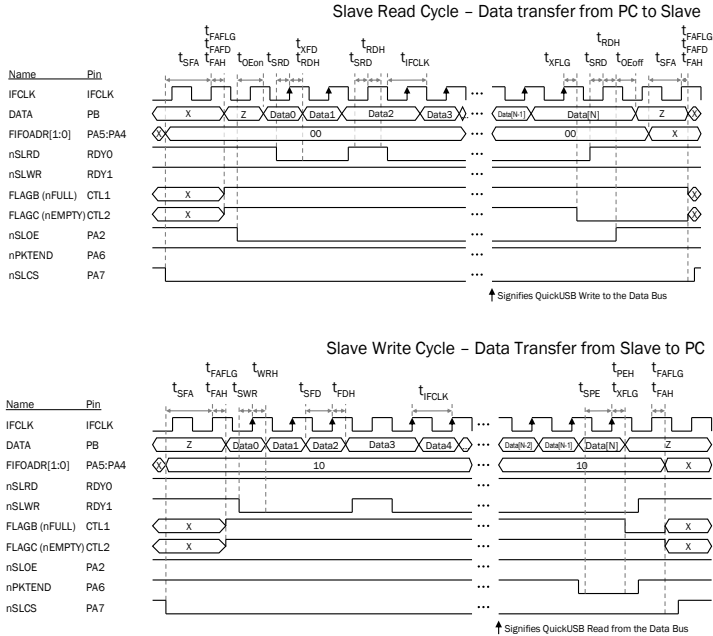 Slave Read Cycle – Data transfer from PC to Slave
tFAFLG
tFAFD tXFD tRDH tRDH tFAFLG tFAFD
tSFA tFAH tOEon tSRD tRDH tSRD tIFCLK tXFLG tSRD tOEoff tSFA tFAH
Name Pin
IFCLK IFCLK ...
DATA PB X Z Data0 Data1 Data2 Data3 ... Data[N-1] Data[N] Z X
FIFOADR[1:0] PA5:PA4 X 00 ... 00 X
nSLRD RDY0 ...
nSLWR RDY1 ...
FLAGB (nFULL) CTL1 X ... X
FLAGC (nEMPTY) CTL2 X ... X
nSLOE PA2 ...
nPKTEND PA6 ...
nSLCS PA7 ...
Signifies QuickUSB Write to the Data Bus
Slave Write Cycle – Data Transfer from Slave to PC
tFAFLG tWRH tPEH tFAFLG
tSFA tFAH tSWR tSFD tFDH tIFCLK tSPE tXFLG tFAH
Name Pin
IFCLK IFCLK ...
DATA PB Z Data0 Data1 Data2 Data3 Data4 ... Data[N-2] Data[N-1] Data[N] Z
FIFOADR[1:0] PA5:PA4 X 10 ... 10 X
nSLRD RDY0 ...
nSLWR RDY1 ...
FLAGB (nFULL) CTL1 X ... X
FLAGC (nEMPTY) CTL2 X ... X
nSLOE PA2 ...
nPKTEND PA6 ...
nSLCS PA7 ...
Signifies QuickUSB Read from the Data Bus